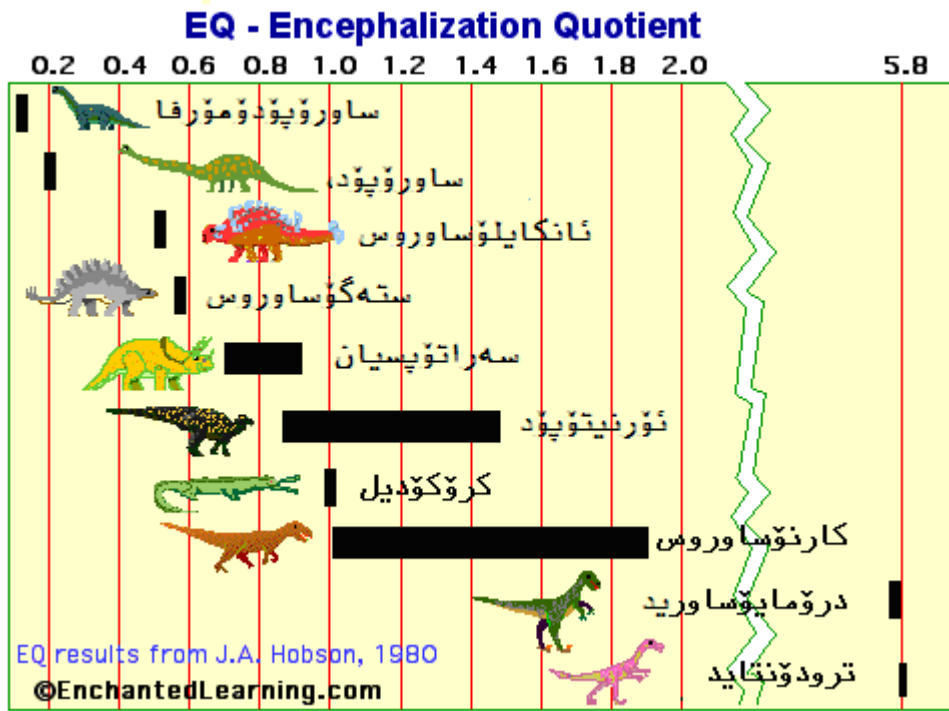 EQ - Encephalization Quotient
0.2 0.4 0.6 0.8 1.0 1.2 1.4 1.6 1.8 2.0 5.8
ساورۆپۆدۆمۆرفا
ساورۆپۆد،
ئانکایلۆساوروس
ستەگۆساوروس
سەراتۆپسیان
ئۆرنیتۆپۆد
کرۆکۆدیل
کارنۆساوروس
درۆمایۆساورید
ترودۆنتاید
EQ results from J.A. Hobson, 1980
©EnchantedLearning.com